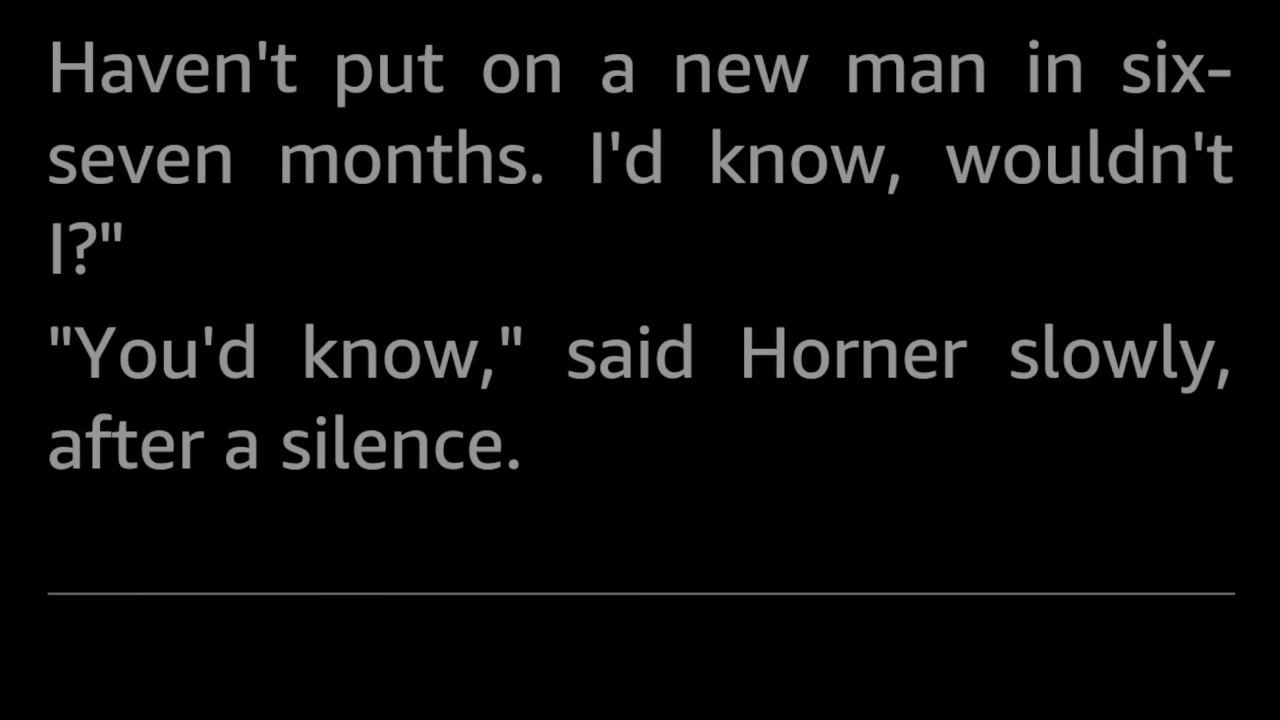 Haven't put on a new man in six-
seven months. I'd know, wouldn't
I?"
"You'd know," said Horner slowly,
after a silence.